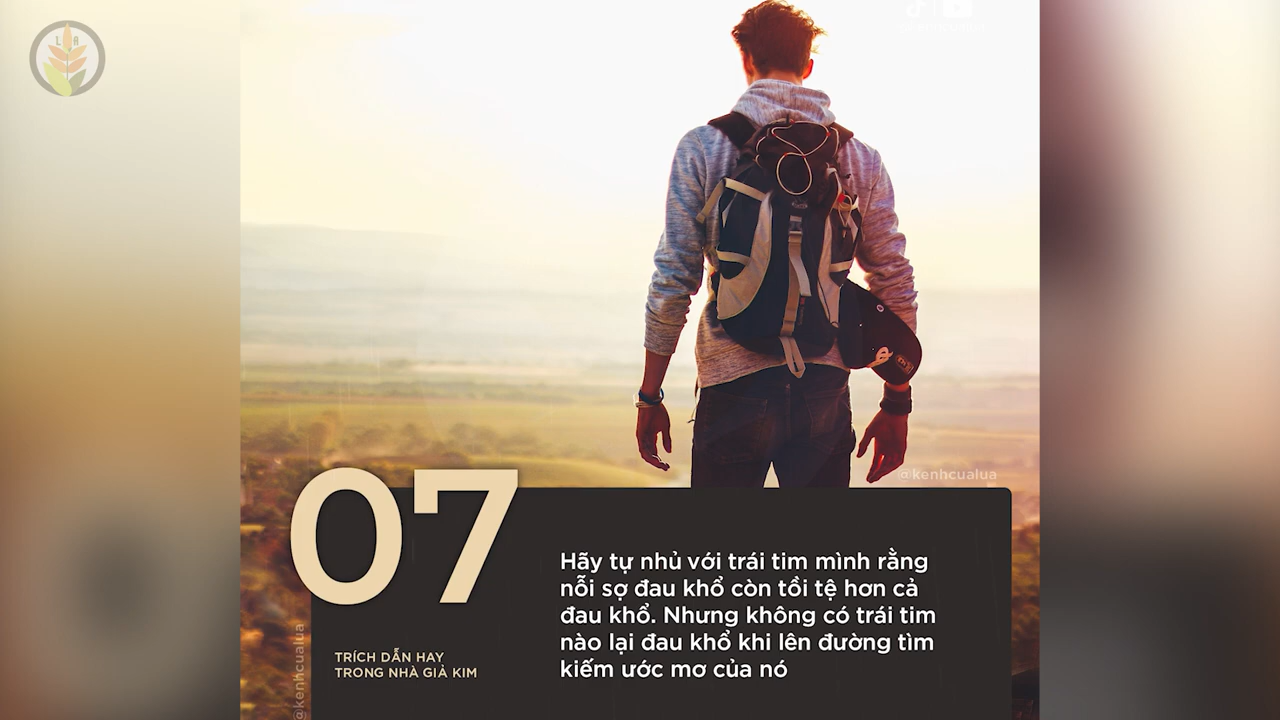 L A
07
Hãy tự nhủ với trái tim mình rằng
nỗi sợ đau khổ còn tồi tệ hơn cả
đau khổ. Nhưng không có trái tim
nào lại đau khổ khi lên đường tìm
kiếm ước mơ của nó
TRÍCH DẪN HAY
TRONG NHÀ GIẢ KIM
@kenhcualua
@kenhcualua